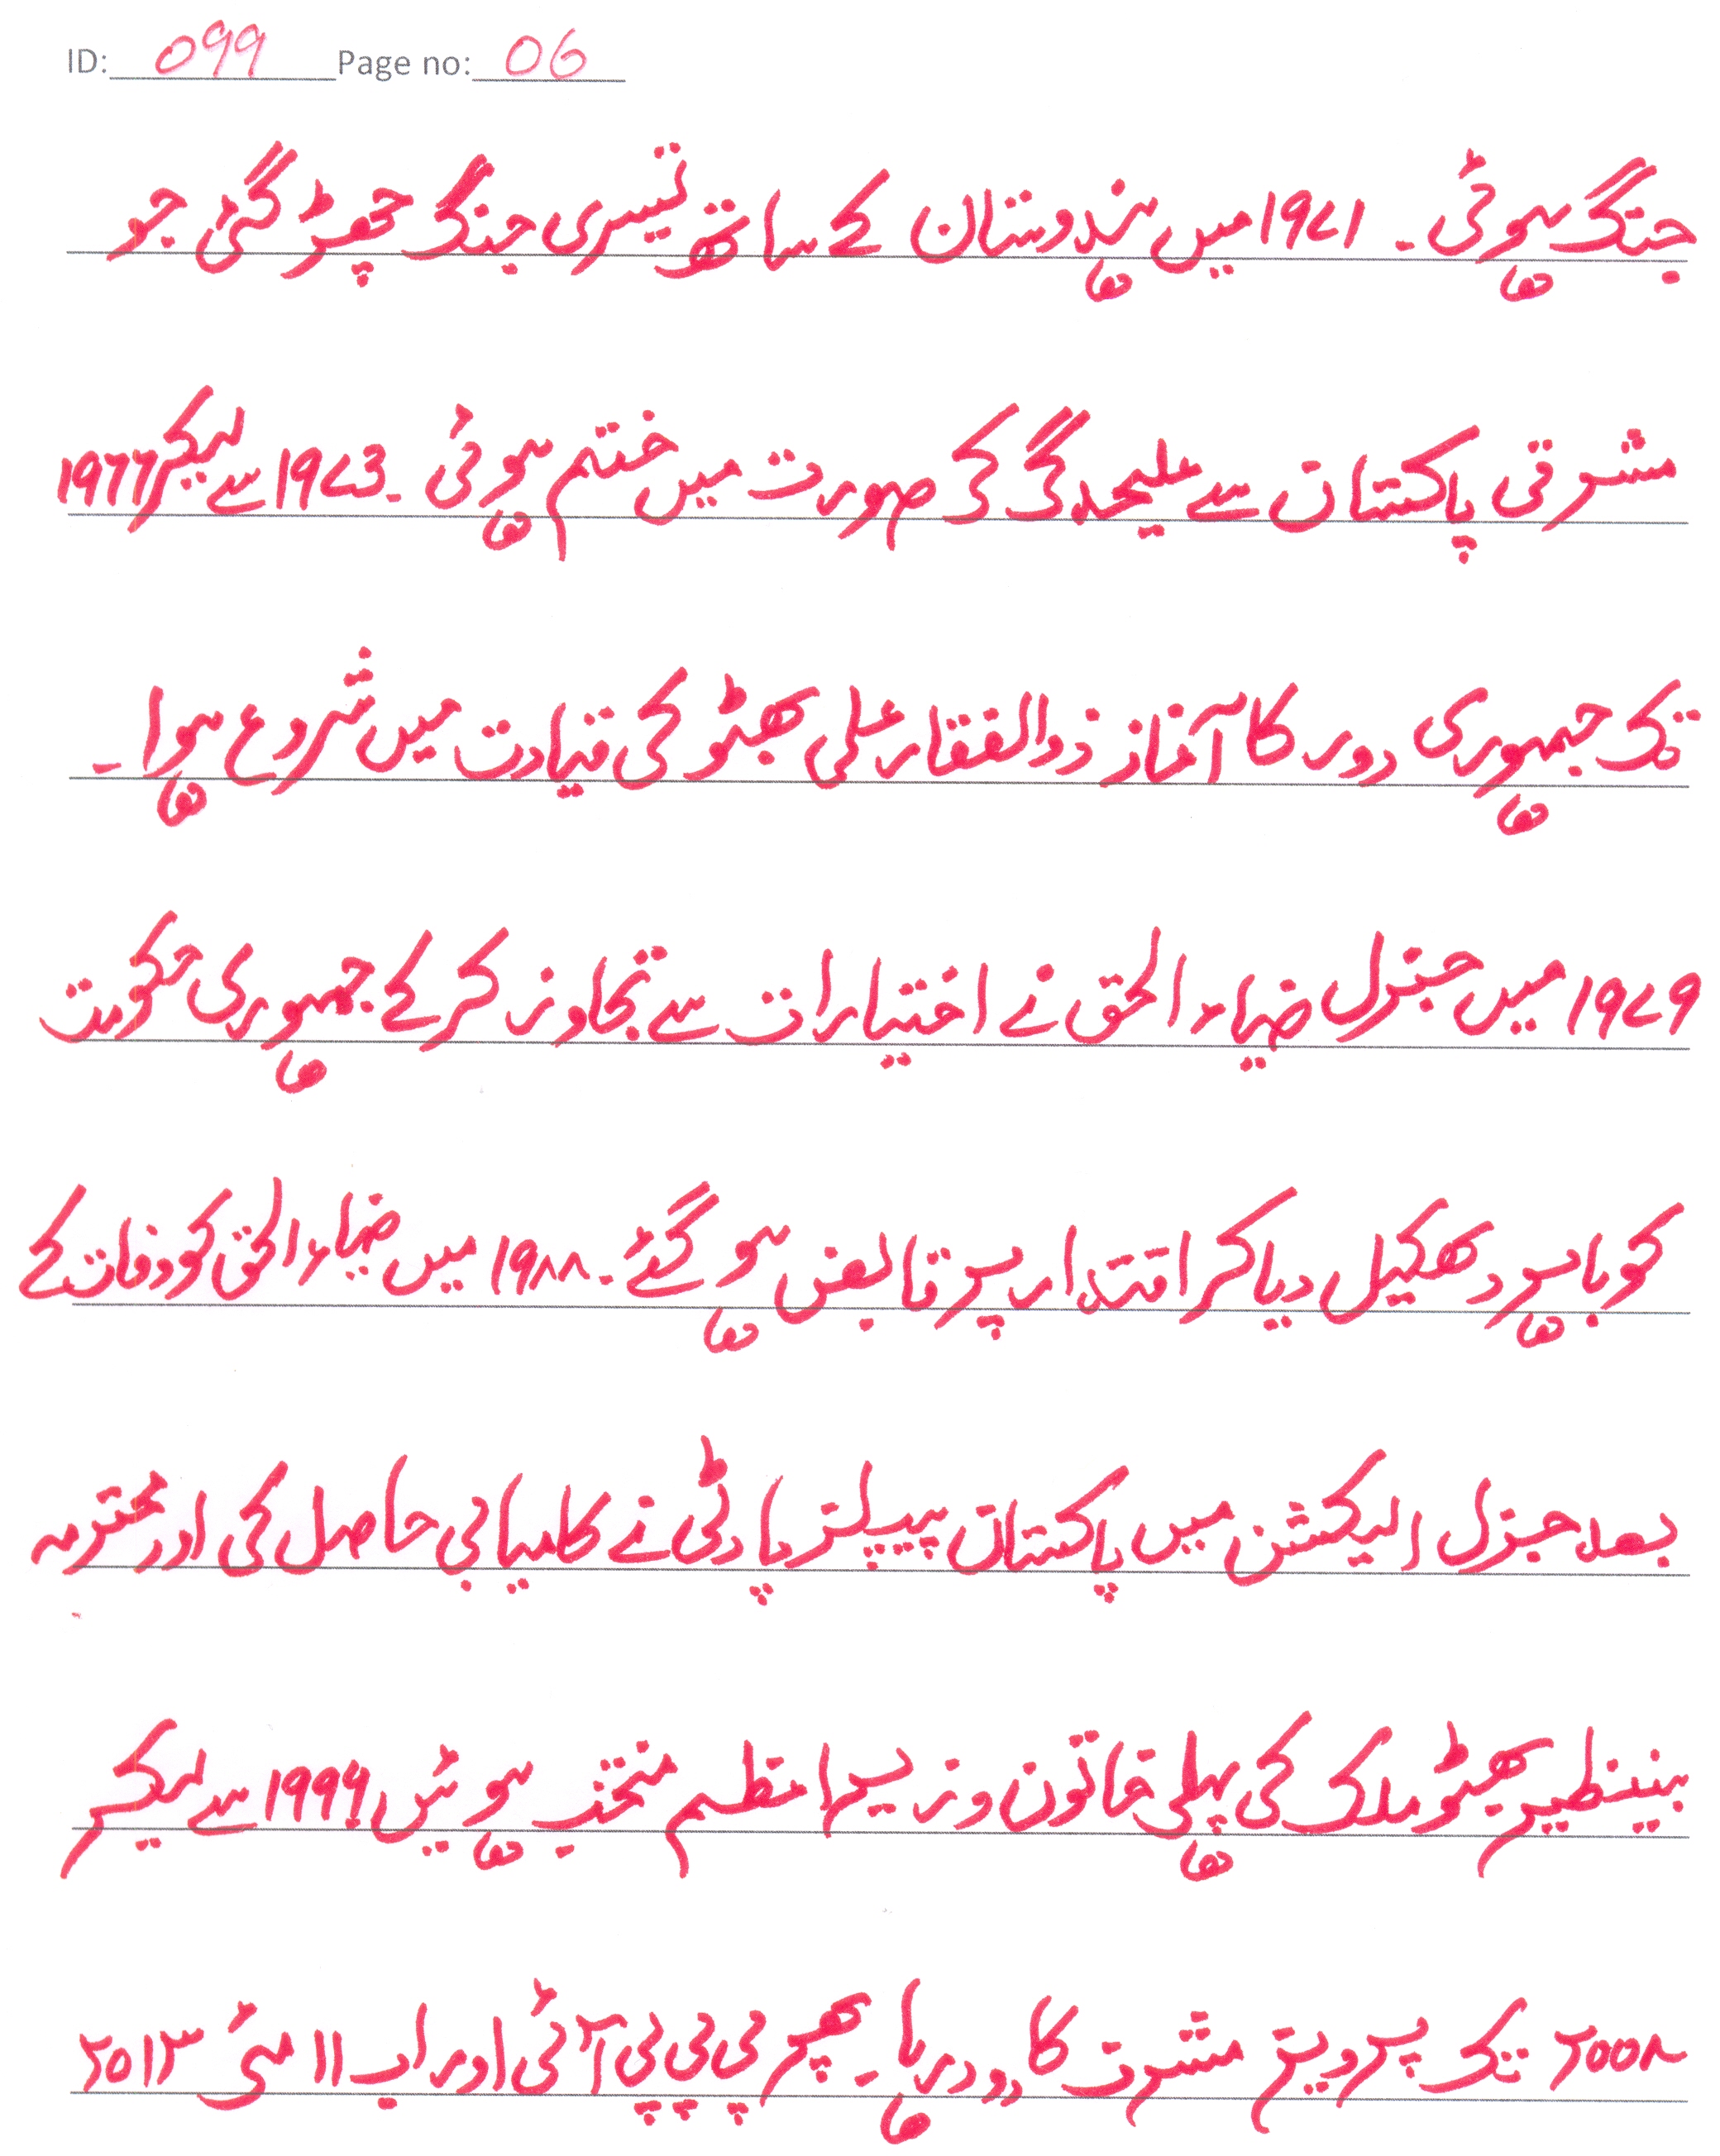 ID: 099 Page no: 06
جنگ ہوئی۔ ۱۹۷۱ میں ہندوستان کے ساتھ تیسری جنگ چھڑ گئی جو
مشرقی پاکستان سے علیحدگی کی صورت میں ختم ہوئی۔ ۱۹۷۳ سے لیکر ۱۹۷۷
تک جمہوری دور کا آغاز ذوالفقار علی بھٹو کی قیادت میں شروع ہوا۔
۱۹۷۹ میں جنرل ضیاء الحق نے اختیارات سے تجاوز کر کے جمہوری حکومت
کو باہر دھکیل دیا کر اقتدار پر قابض ہو گئے۔ ۱۹۸۸ میں ضیاء الحق کو وفات کے
بعد جنرل الیکشن میں پاکستان پیپلز پارٹی نے کامیابی حاصل کی اور محترمہ
بینظیر بھٹو ملک کی پہلی خاتون وزیر اعظم منتخب ہوئیں ۱۹۹۹ سے لیکر
۲۰۰۸ تک پرویز مشرف کا دور رہا۔ پھر پی پی پی آئی اور اب ۱۱ مئی ۲۰۱۳